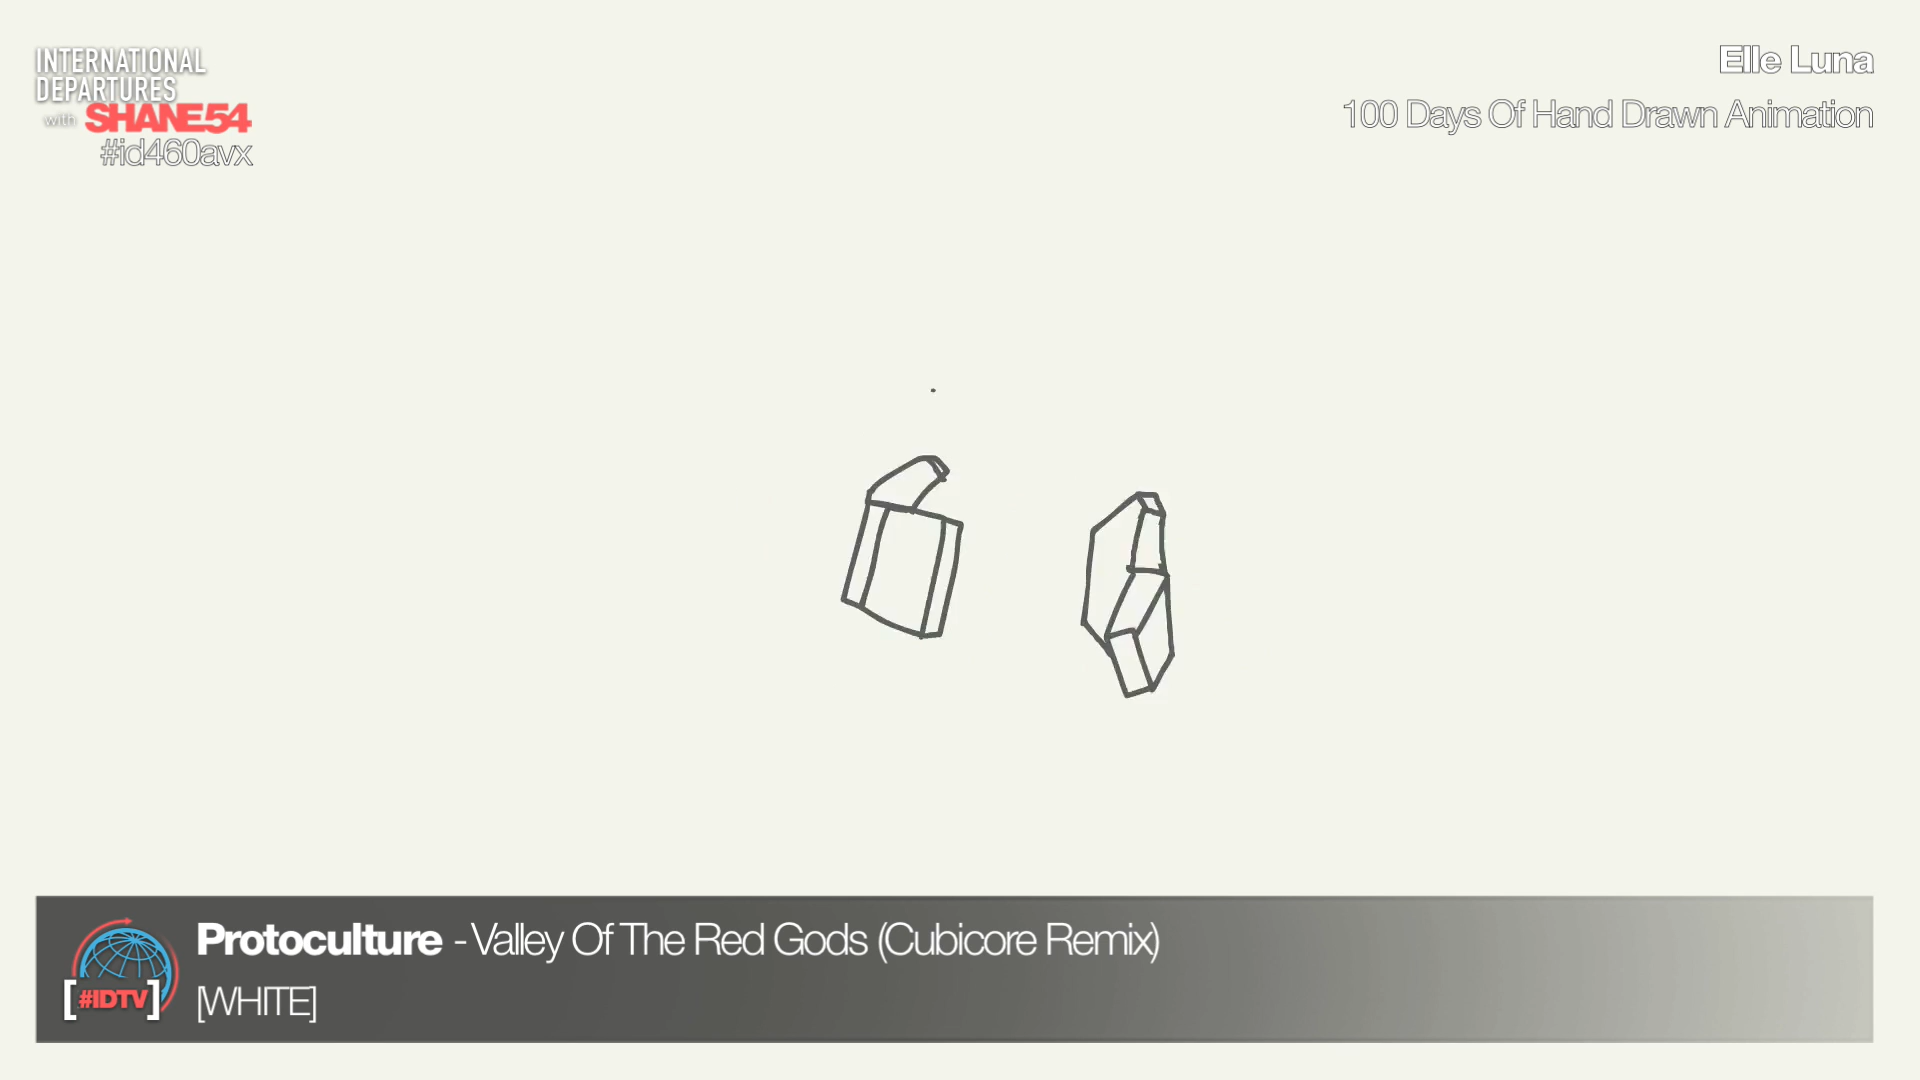 INTERNATIONAL
DEPARTURES
with SHANE54
#id460avx
Elle Luna
100 Days Of Hand Drawn Animation
Protoculture - Valley Of The Red Gods (Cubicore Remix)
[WHITE]
[#IDTV]